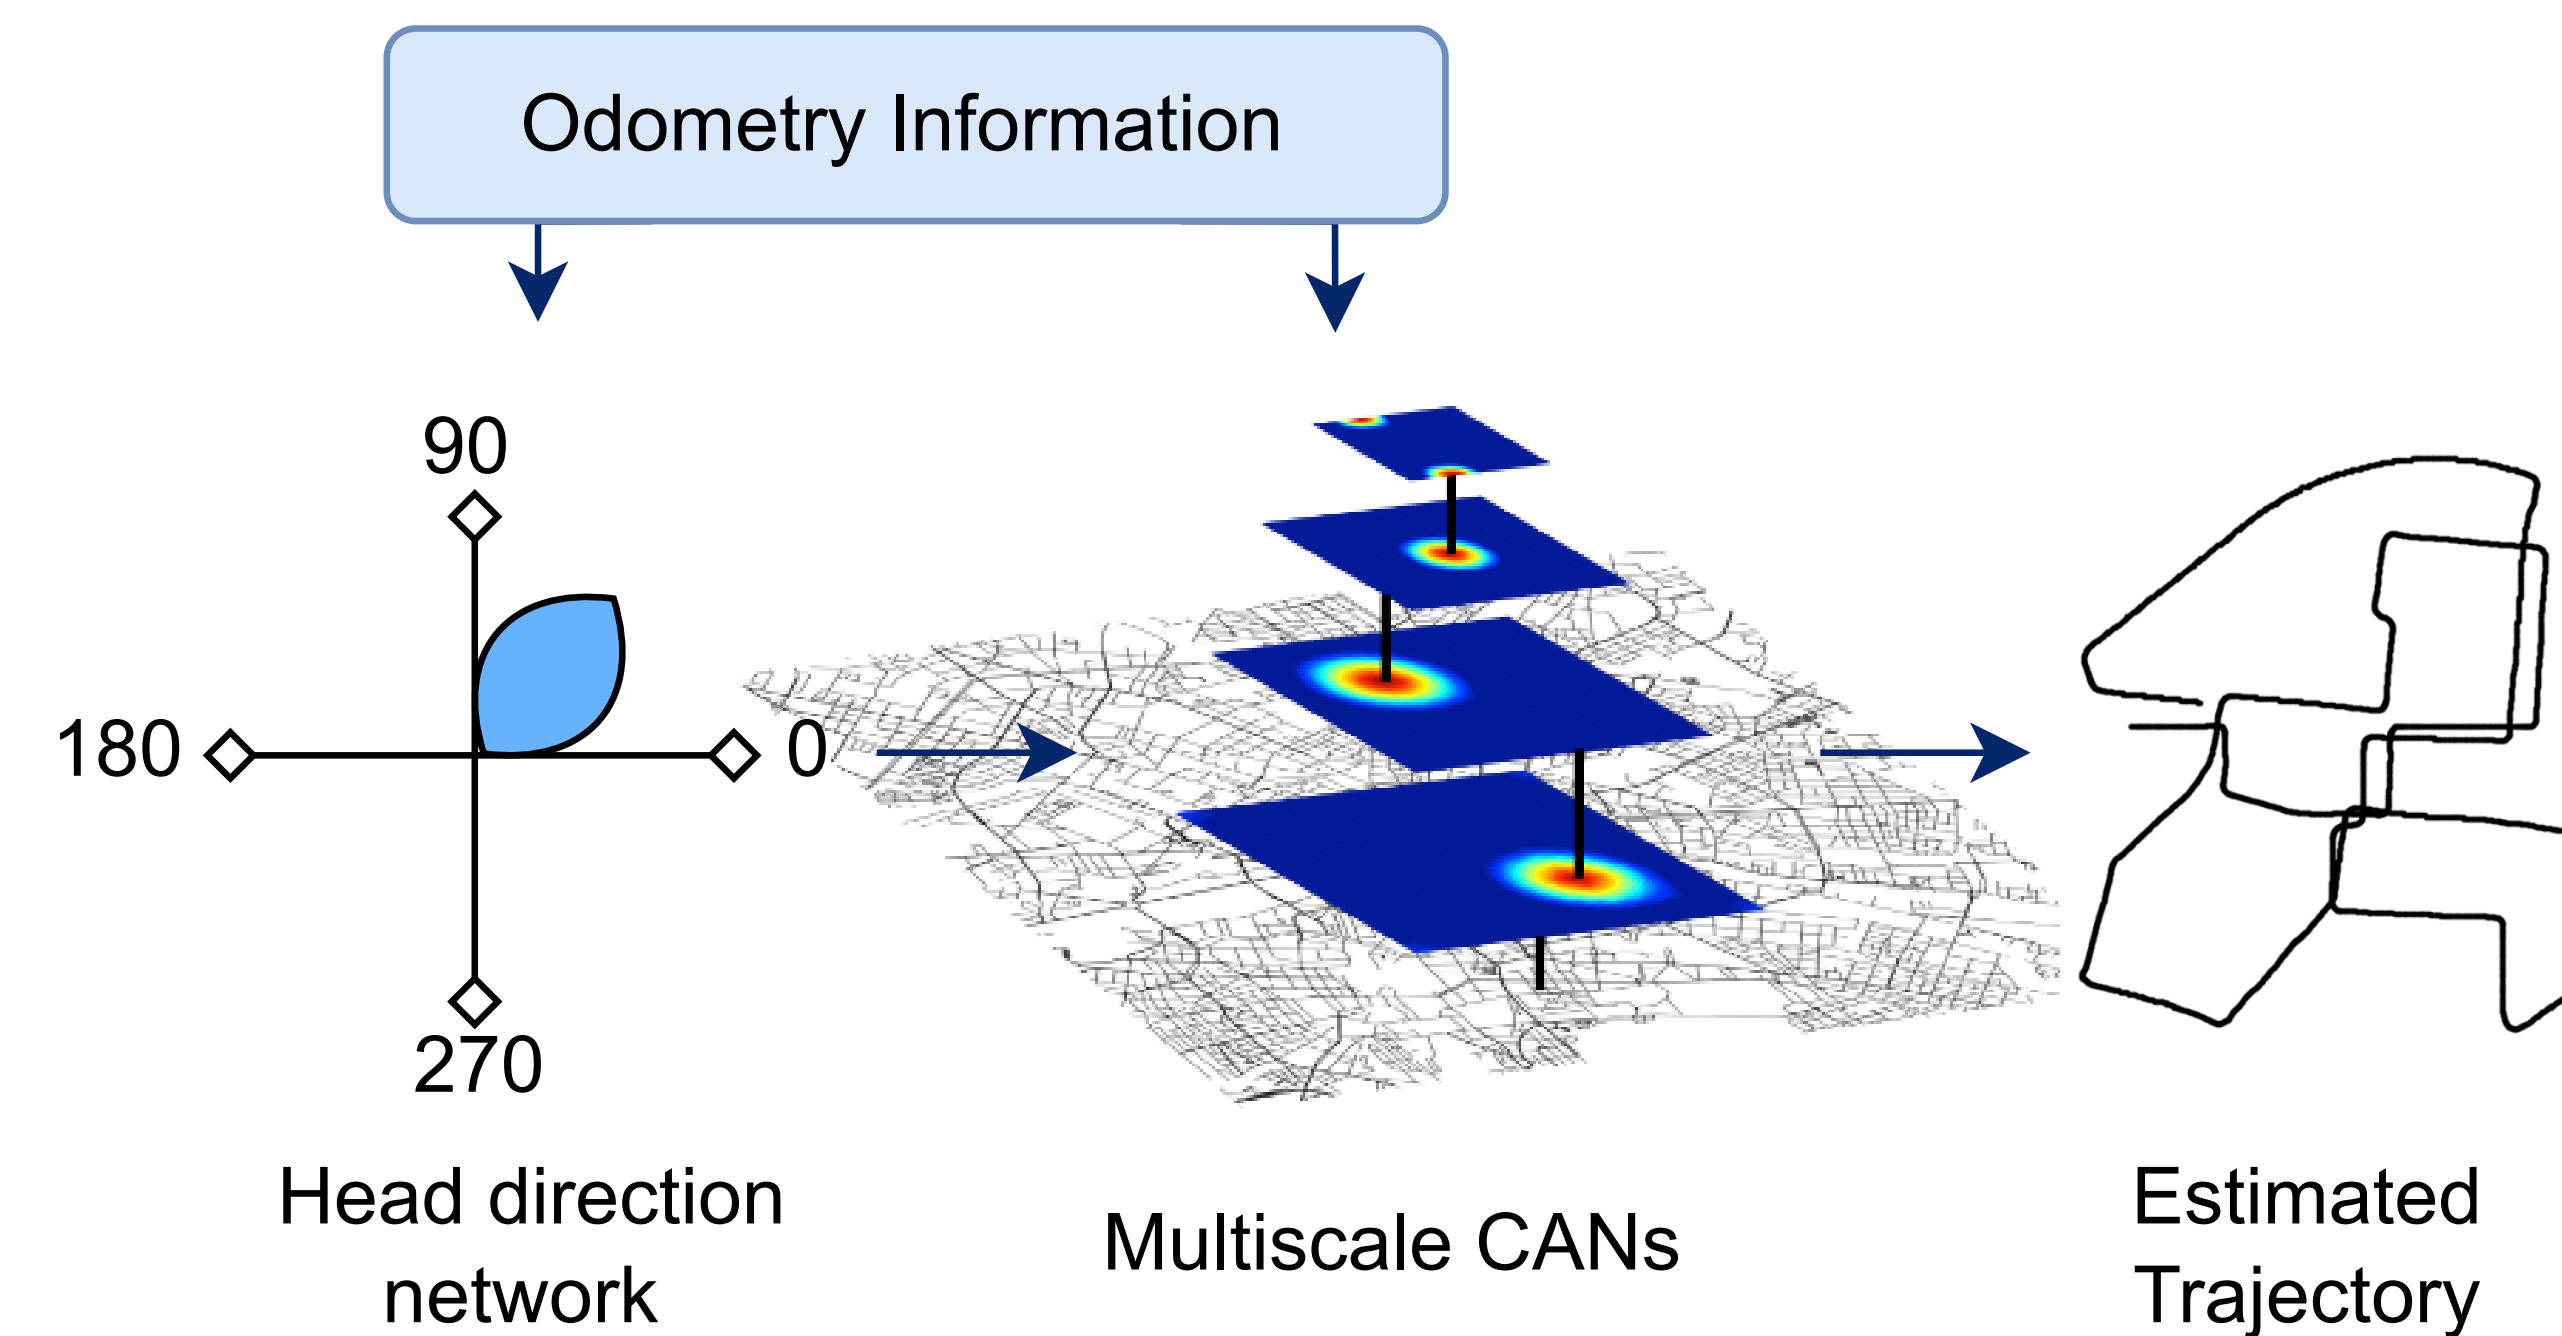 Odometry Information
90
180
0
270
Head direction
network
Multiscale CANs
Estimated
Trajectory